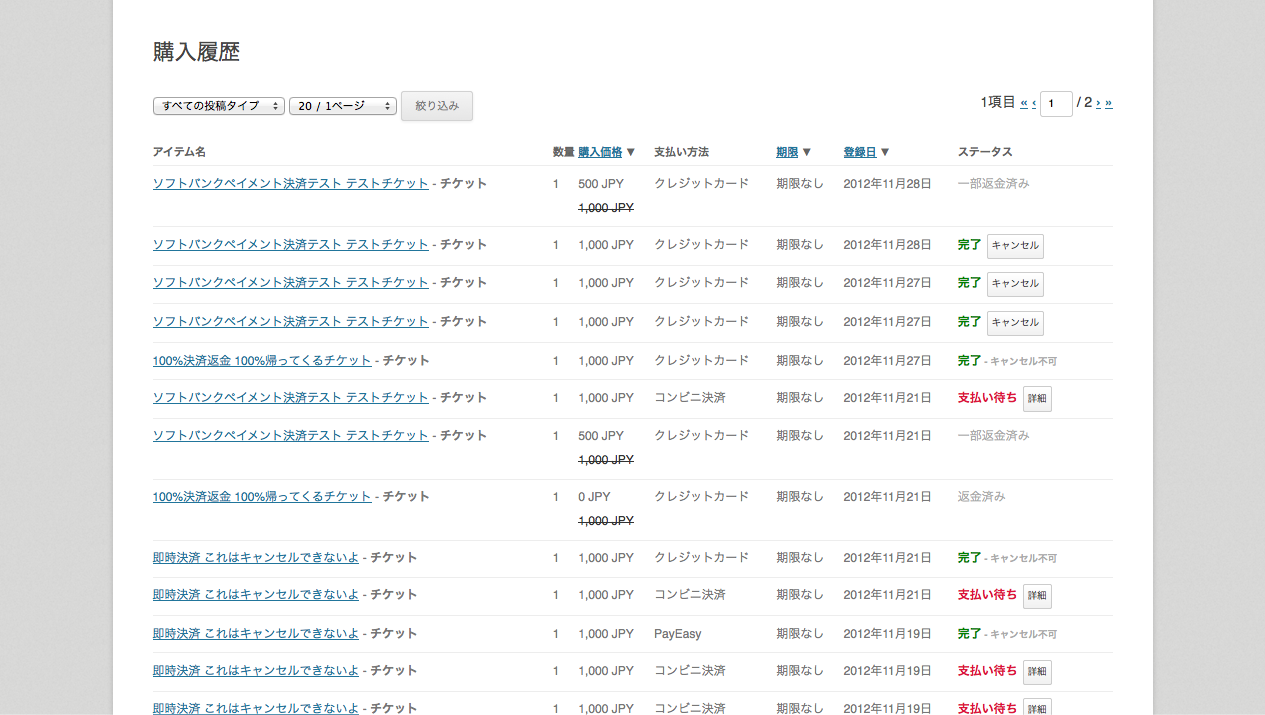 購入履歴
すべての投稿タイプ 20 / 1ページ 絞り込み 1項目 « ‹ 1 / 2 › »
アイテム名 数量 購入価格 ▼ 支払い方法 期限 ▼ 登録日 ▼ ステータス
ソフトバンクペイメント決済テスト テストチケット - チケット 1 500 JPY クレジットカード 期限なし 2012年11月28日 一部返金済み
1,000 JPY
ソフトバンクペイメント決済テスト テストチケット - チケット 1 1,000 JPY クレジットカード 期限なし 2012年11月28日 完了 キャンセル
ソフトバンクペイメント決済テスト テストチケット - チケット 1 1,000 JPY クレジットカード 期限なし 2012年11月27日 完了 キャンセル
ソフトバンクペイメント決済テスト テストチケット - チケット 1 1,000 JPY クレジットカード 期限なし 2012年11月27日 完了 キャンセル
100%決済返金 100%帰ってくるチケット - チケット 1 1,000 JPY クレジットカード 期限なし 2012年11月27日 完了 - キャンセル不可
ソフトバンクペイメント決済テスト テストチケット - チケット 1 1,000 JPY コンビニ決済 期限なし 2012年11月21日 支払い待ち 詳細
ソフトバンクペイメント決済テスト テストチケット - チケット 1 500 JPY クレジットカード 期限なし 2012年11月21日 一部返金済み
1,000 JPY
100%決済返金 100%帰ってくるチケット - チケット 1 0 JPY クレジットカード 期限なし 2012年11月21日 返金済み
1,000 JPY
即時決済 これはキャンセルできないよ - チケット 1 1,000 JPY クレジットカード 期限なし 2012年11月21日 完了 - キャンセル不可
即時決済 これはキャンセルできないよ - チケット 1 1,000 JPY コンビニ決済 期限なし 2012年11月21日 支払い待ち 詳細
即時決済 これはキャンセルできないよ - チケット 1 1,000 JPY PayEasy 期限なし 2012年11月19日 完了 - キャンセル不可
即時決済 これはキャンセルできないよ - チケット 1 1,000 JPY コンビニ決済 期限なし 2012年11月19日 支払い待ち 詳細
即時決済 これはキャンセルできないよ - チケット 1 1,000 JPY コンビニ決済 期限なし 2012年11月19日 支払い待ち 詳細